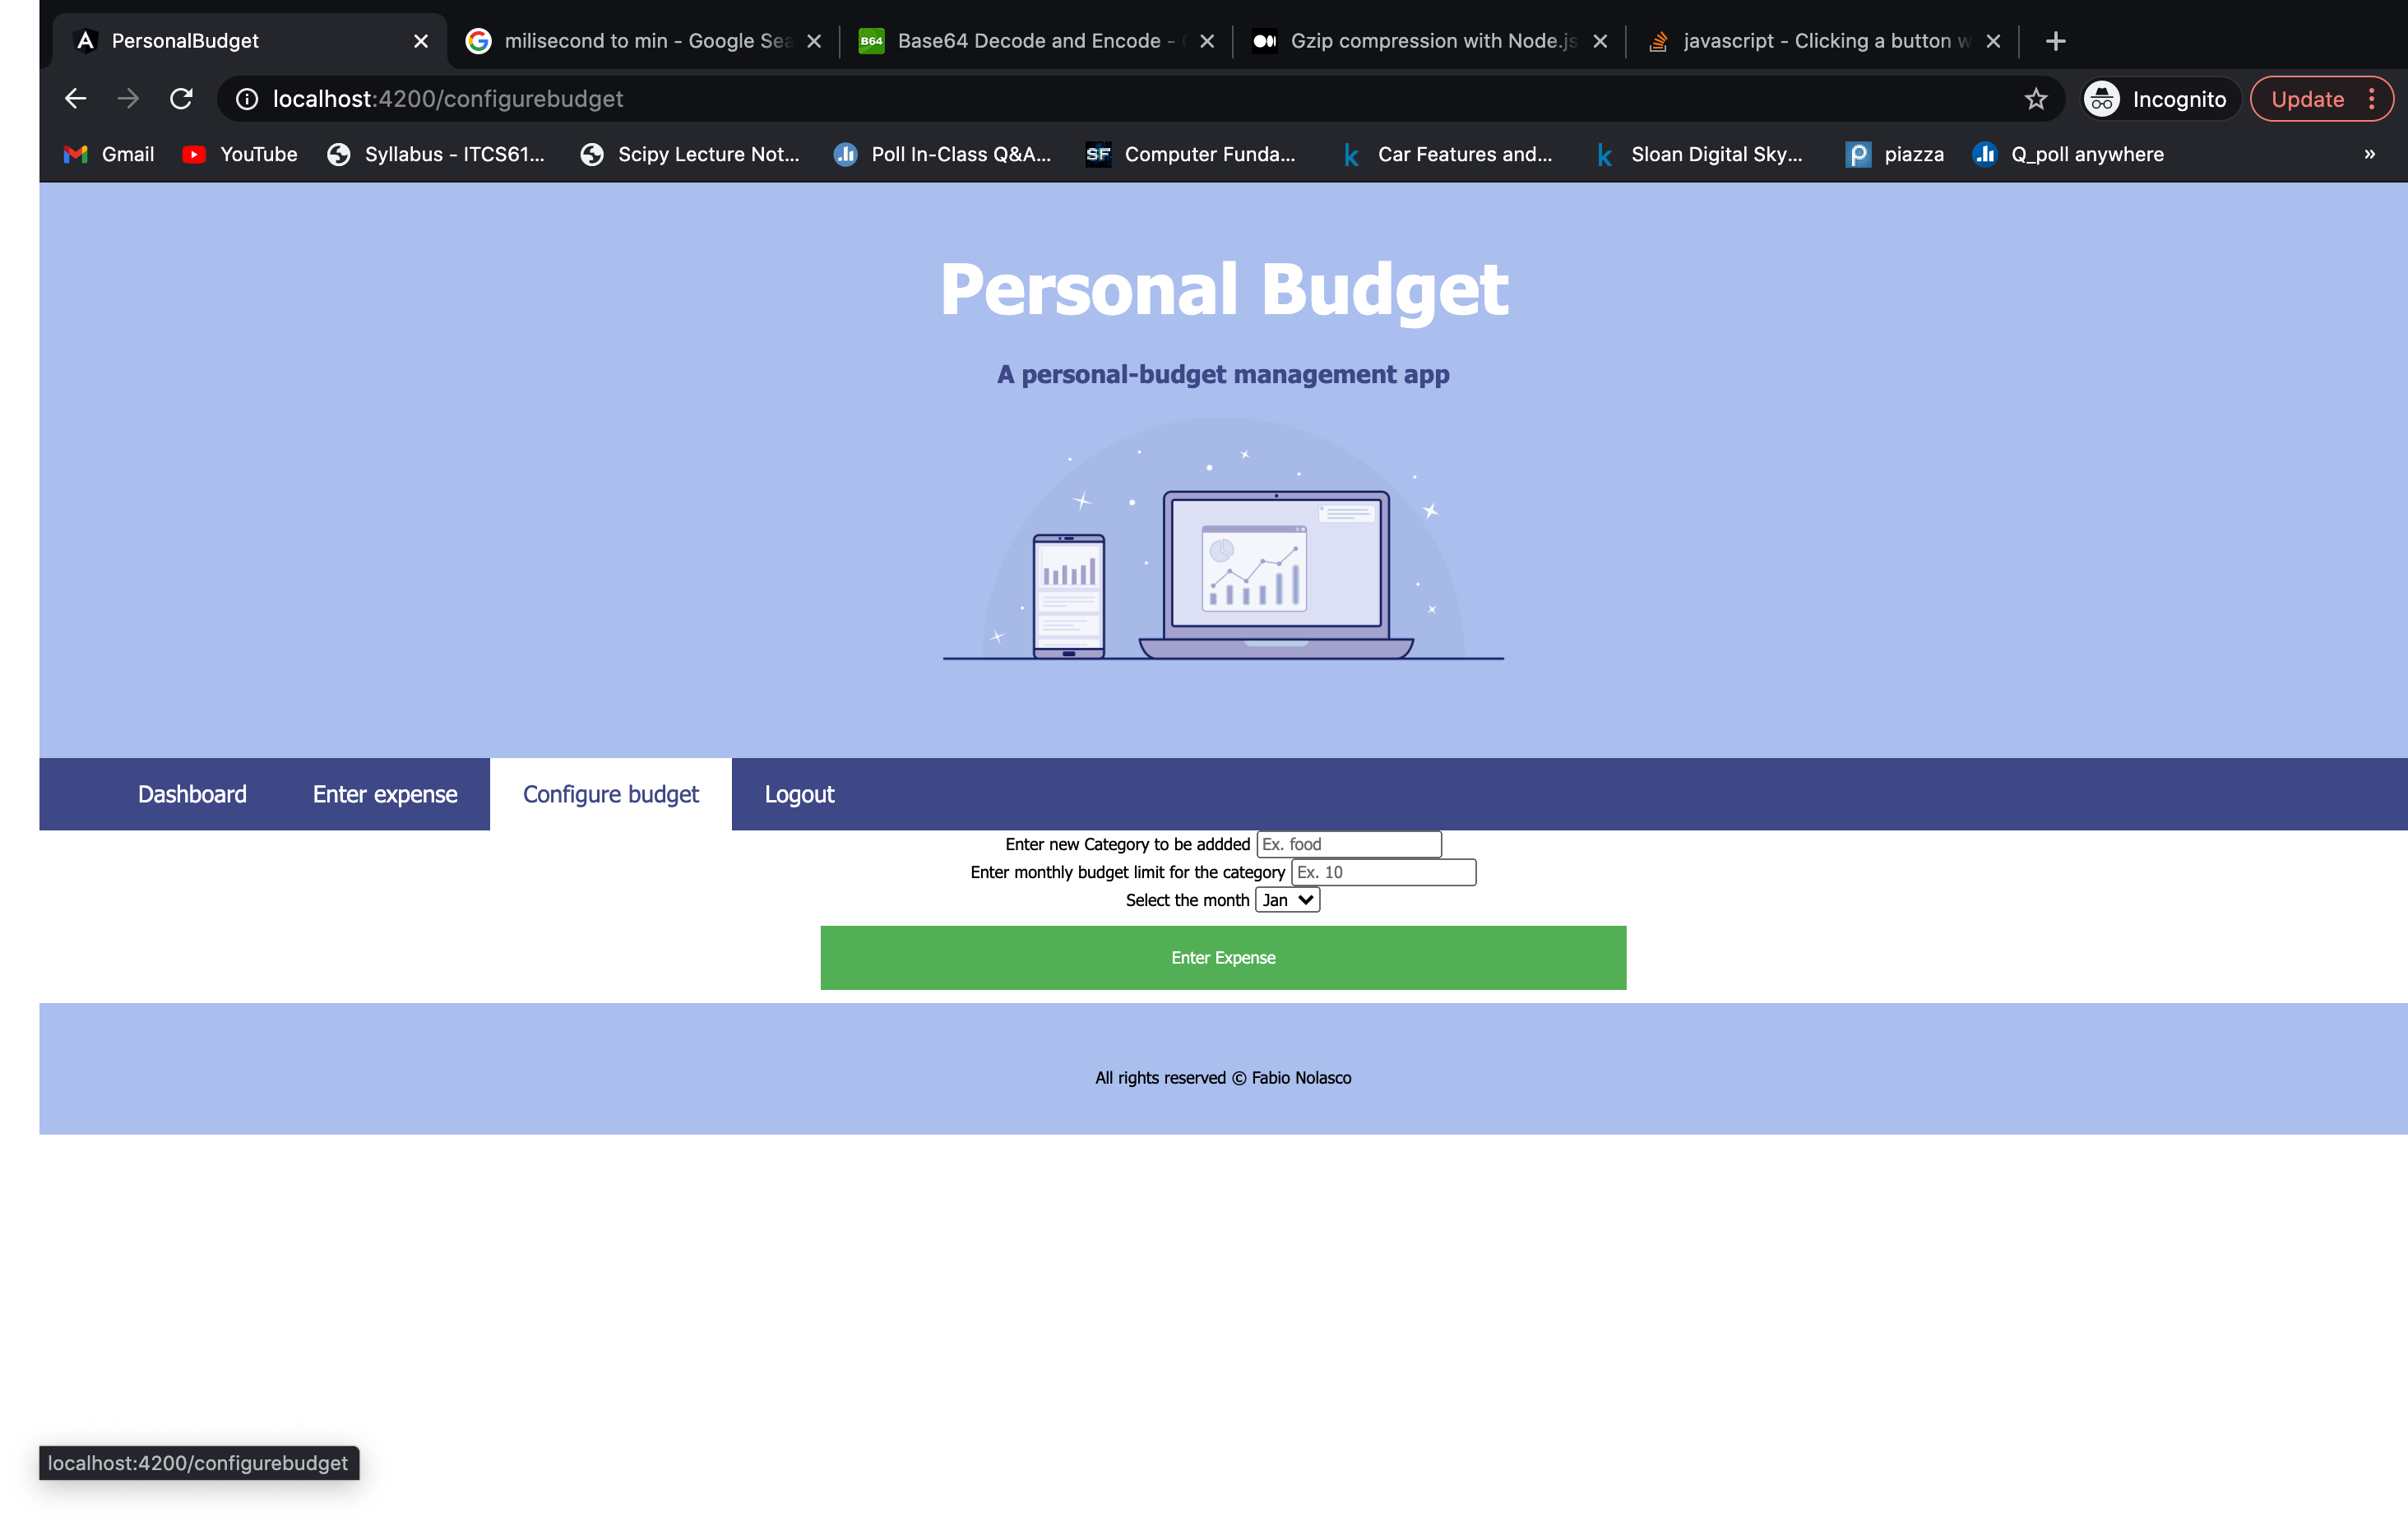 PersonalBudget
milisecond to min - Google Sea
Base64 Decode and Encode -
Gzip compression with Node.js
javascript - Clicking a button w
localhost:4200/configurebudget
Incognito
Update
Gmail
YouTube
Syllabus - ITCS61...
Scipy Lecture Not...
Poll In-Class Q&A...
SF Computer Funda...
k Car Features and...
k Sloan Digital Sky...
p piazza
Q_poll anywhere
»
Personal Budget
A personal-budget management app
Dashboard
Enter expense
Configure budget
Logout
Enter new Category to be addded Ex. food
Enter monthly budget limit for the category Ex. 10
Select the month Jan
Enter Expense
All rights reserved © Fabio Nolasco
localhost:4200/configurebudget